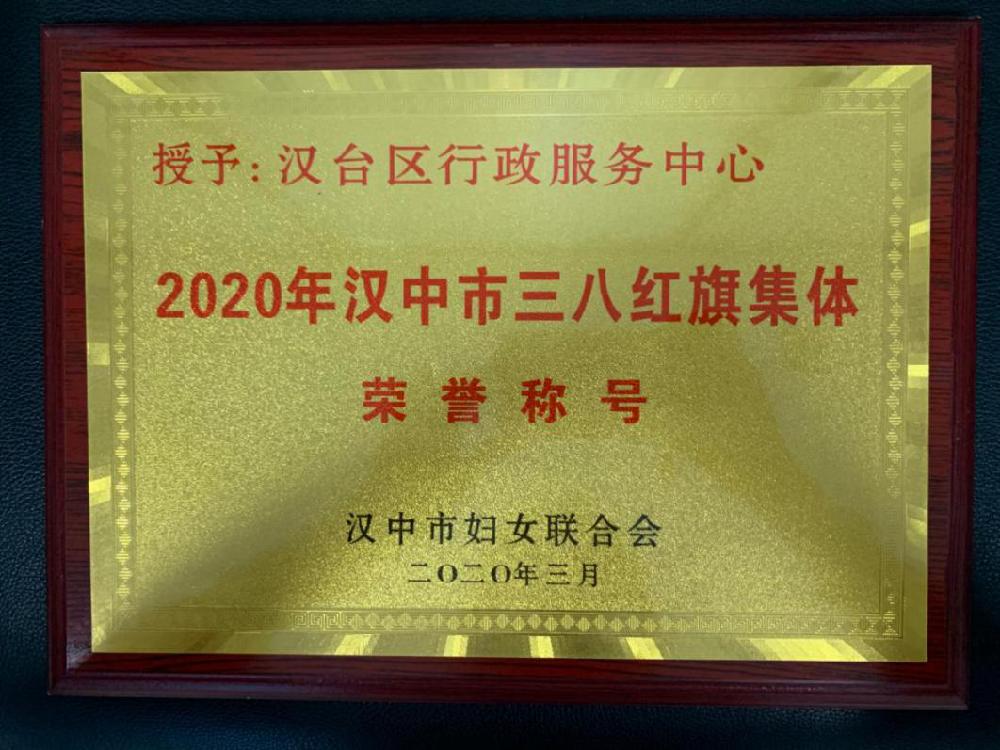 授予:汉台区行政服务中心
2020年汉中市三八红旗集体
荣誉称号
汉中市妇女联合会
二〇二〇年三月